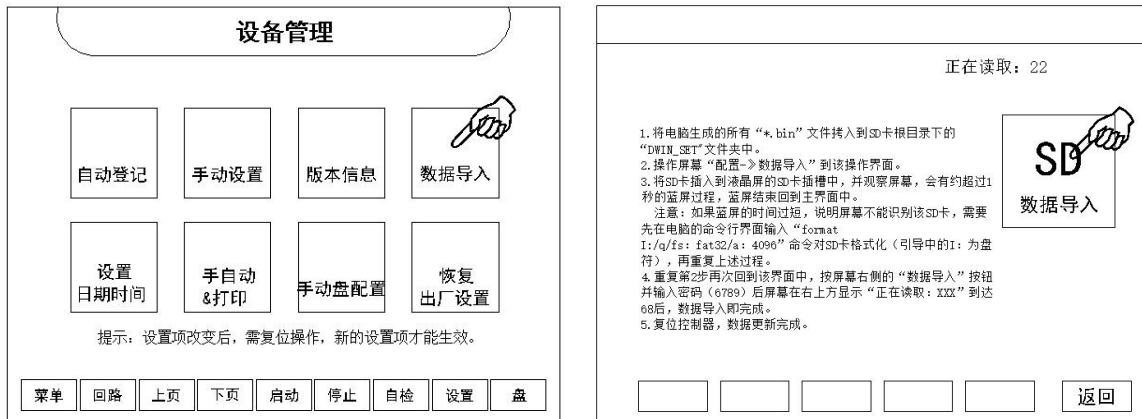 设备管理
自动登记
手动设置
版本信息
数据导入
设置
日期时间
手自动
&打印
手动盘配置
恢复
出厂设置
提示：设置项改变后，需复位操作，新的设置项才能生效。
菜单
回路
上页
下页
启动
停止
自检
设置
盘
正在读取：22
1.将电脑生成的所有“*.bin”文件拷入到SD卡根目录下的
“DWIN_SET”文件夹中。
2.操作屏幕“配置->数据导入”到该操作界面。
3.将SD卡插入到液晶屏的SD卡插槽中，并观察屏幕，会有约超过1
秒的蓝屏过程，蓝屏结束回到主界面中。
注意：如果蓝屏的时间过短，说明屏幕不能识别该SD卡，需要
先在电脑的命令行界面输入“format
I:/q/fs：fat32/a：4096”命令对SD卡格式化（引导中的I：为盘
符），再重复上述过程。
4.重复第2步再次回到该界面中，按屏幕右侧的“数据导入”按钮
并输入密码（6789）后屏幕在右上方显示“正在读取：XXX”到达
68后，数据导入即完成。
5.复位控制器，数据更新完成。
SD
数据导入
返回